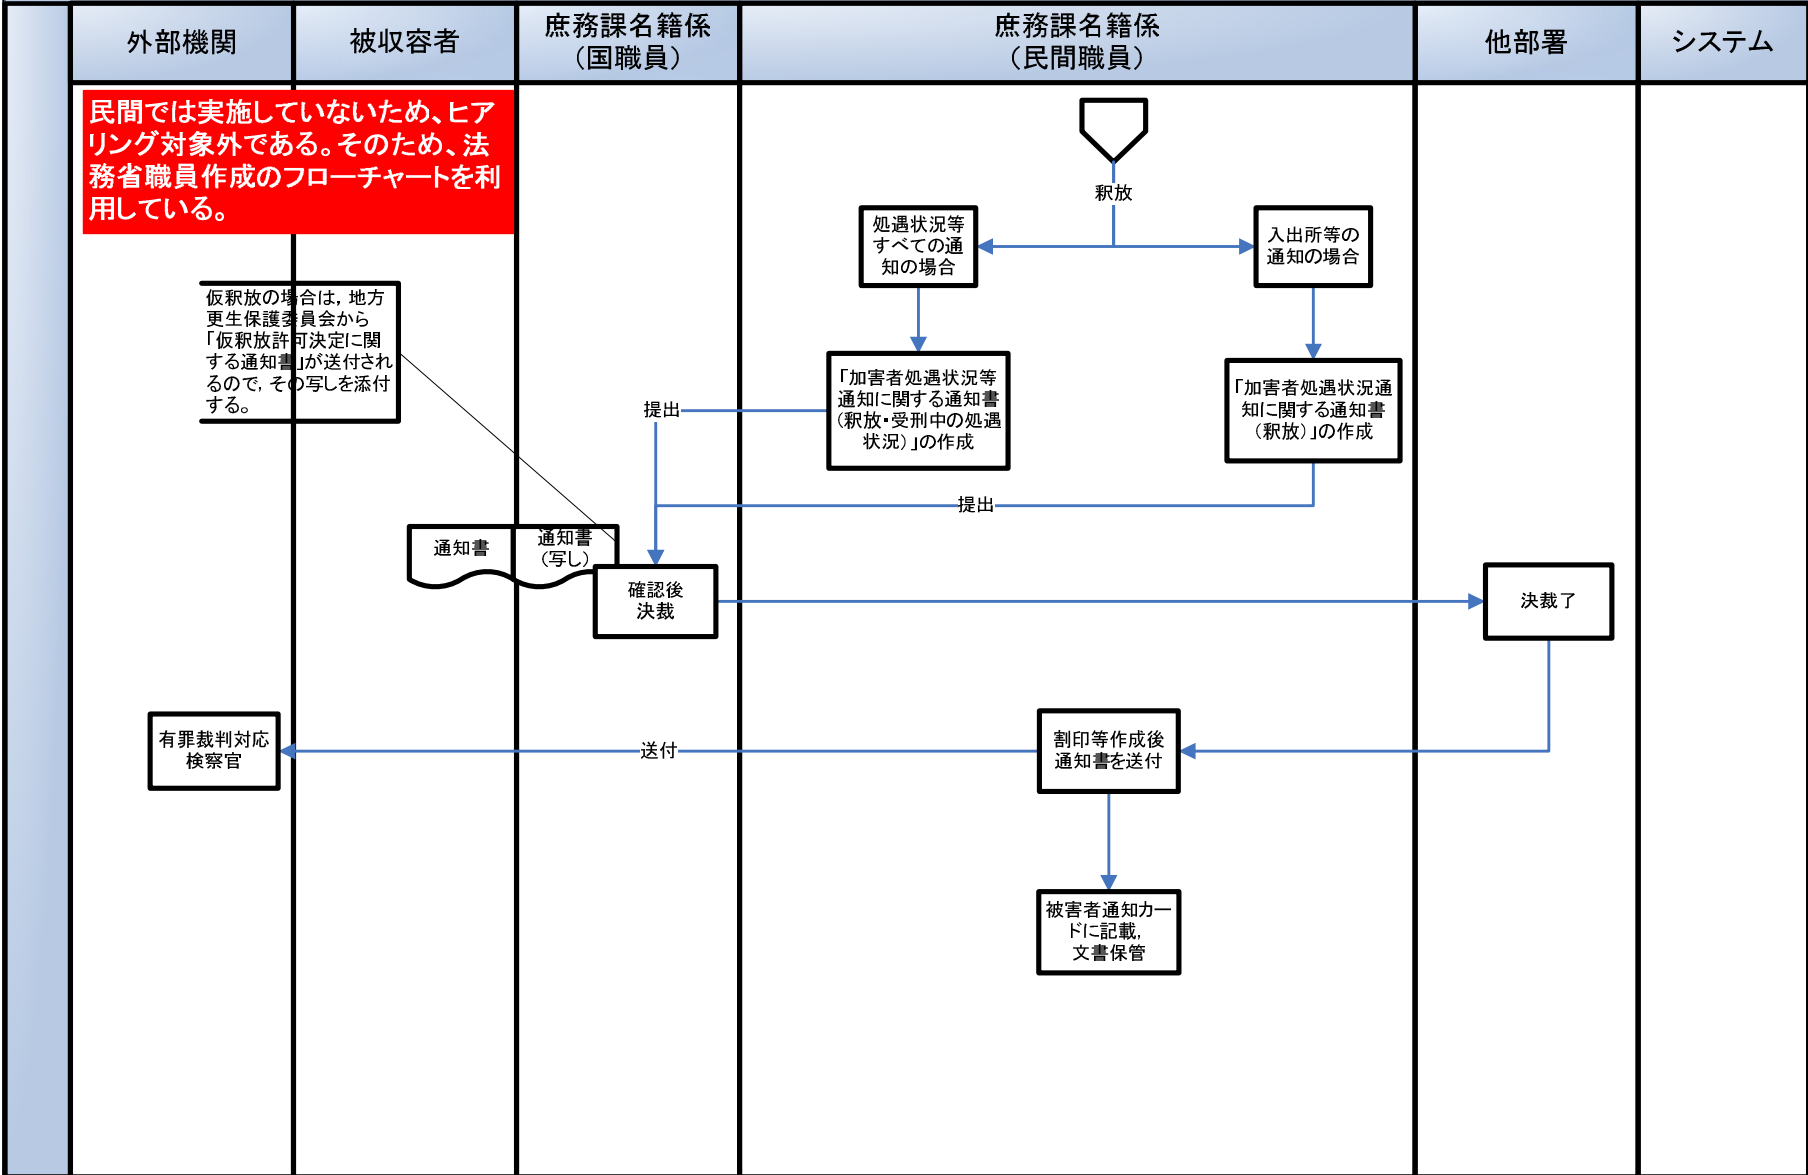 外部機関
被収容者
庶務課名籍係
（国職員）
庶務課名籍係
（民間職員）
他部署
システム
民間では実施していないため、ヒア
リング対象外である。そのため、法
務省職員作成のフローチャートを利
用している。
釈放
処遇状況等
すべての通
知の場合
入出所等の
通知の場合
仮釈放の場合は，地方
更生保護委員会から
「仮釈放許可決定に関
する通知書」が送付され
るので，その写しを添付
する。
「加害者処遇状況等
通知に関する通知書
（釈放・受刑中の処遇
状況）」の作成
「加害者処遇状況通
知に関する通知書
（釈放）」の作成
提出
提出
通知書
通知書
（写し）
確認後
決裁
決裁了
有罪裁判対応
検察官
送付
割印等作成後
通知書を送付
被害者通知カー
ドに記載，
文書保管